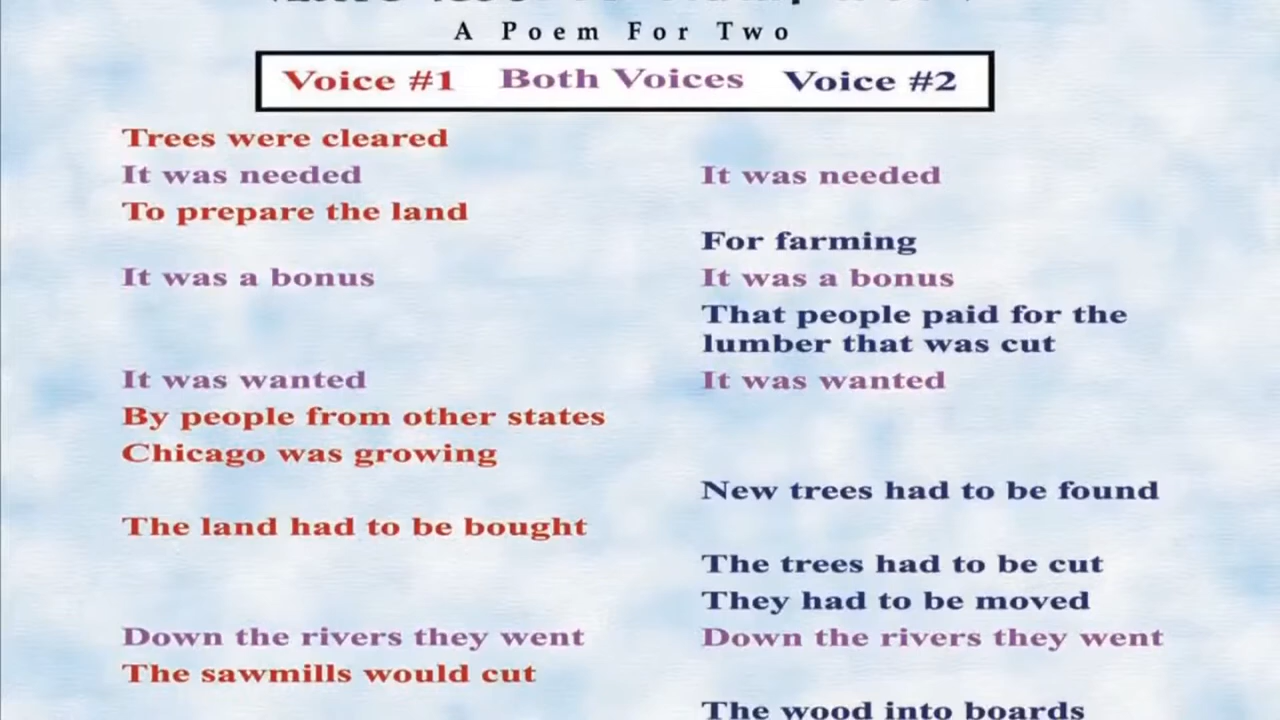 A Poem For Two
Voice #1 Both Voices Voice #2
Trees were cleared
It was needed It was needed
To prepare the land
For farming
It was a bonus It was a bonus
That people paid for the
lumber that was cut
It was wanted It was wanted
By people from other states
Chicago was growing
New trees had to be found
The land had to be bought
The trees had to be cut
They had to be moved
Down the rivers they went Down the rivers they went
The sawmills would cut
The wood into boards